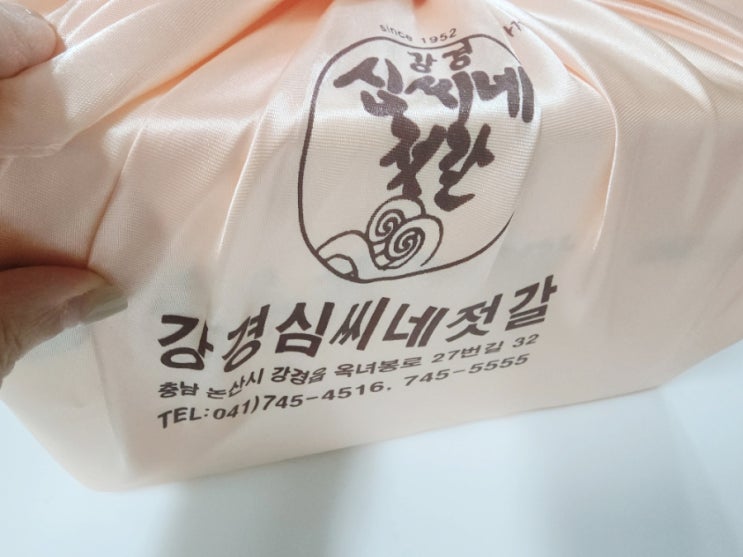 since 1952
강경
심씨네
젓갈
강경심씨네젓갈
충남 논산시 강경읍 옥녀봉로 27번길 32
TEL:041)745-4516. 745-5555